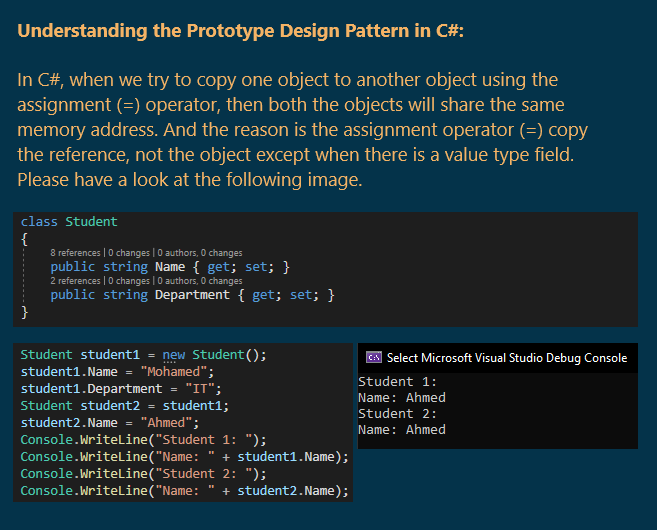 Understanding the Prototype Design Pattern in C#:
In C#, when we try to copy one object to another object using the
assignment (=) operator, then both the objects will share the same
memory address. And the reason is the assignment operator (=) copy
the reference, not the object except when there is a value type field.
Please have a look at the following image.
class Student
{
8 references | 0 changes | 0 authors, 0 changes
public string Name { get; set; }
2 references | 0 changes | 0 authors, 0 changes
public string Department { get; set; }
}
Student student1 = new Student();
student1.Name = "Mohamed";
student1.Department = "IT";
Student student2 = student1;
student2.Name = "Ahmed";
Console.WriteLine("Student 1: ");
Console.WriteLine("Name: " + student1.Name);
Console.WriteLine("Student 2: ");
Console.WriteLine("Name: " + student2.Name);
C:\ Select Microsoft Visual Studio Debug Console
Student 1:
Name: Ahmed
Student 2:
Name: Ahmed